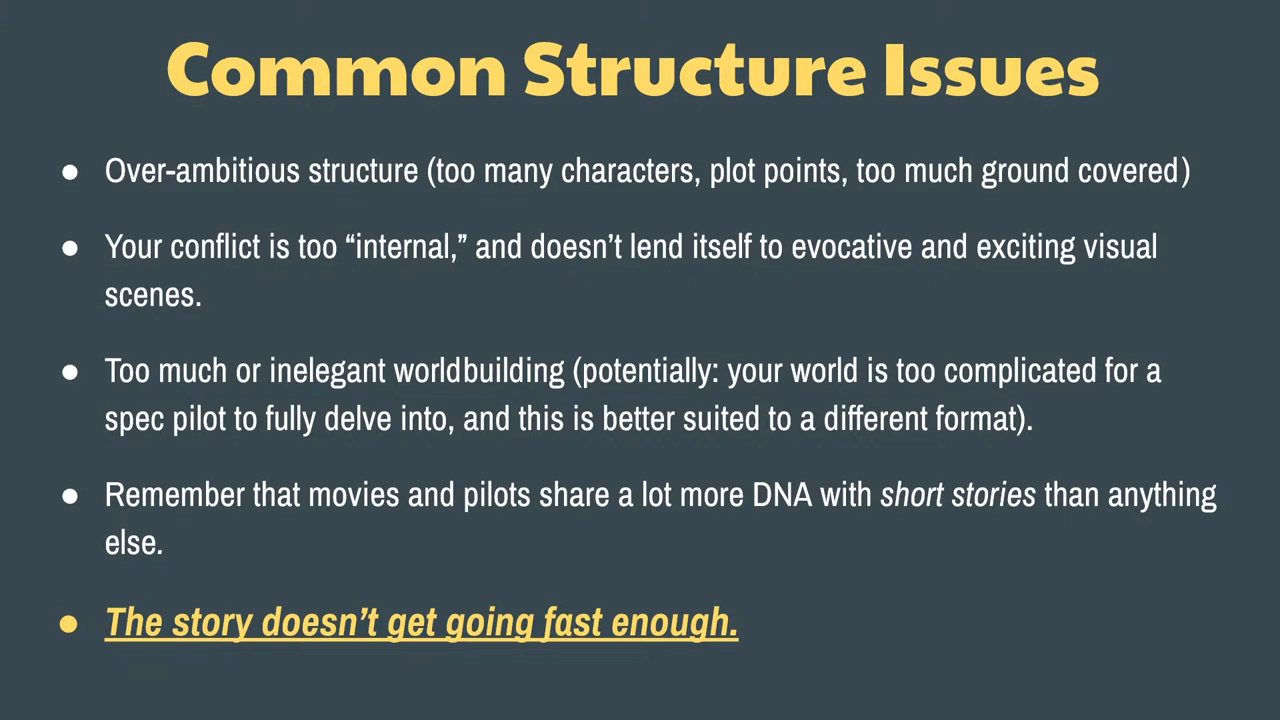 Common Structure Issues
● Over-ambitious structure (too many characters, plot points, too much ground covered)
● Your conflict is too “internal,” and doesn’t lend itself to evocative and exciting visual
scenes.
● Too much or inelegant worldbuilding (potentially: your world is too complicated for a
spec pilot to fully delve into, and this is better suited to a different format).
● Remember that movies and pilots share a lot more DNA with short stories than anything
else.
● The story doesn’t get going fast enough.